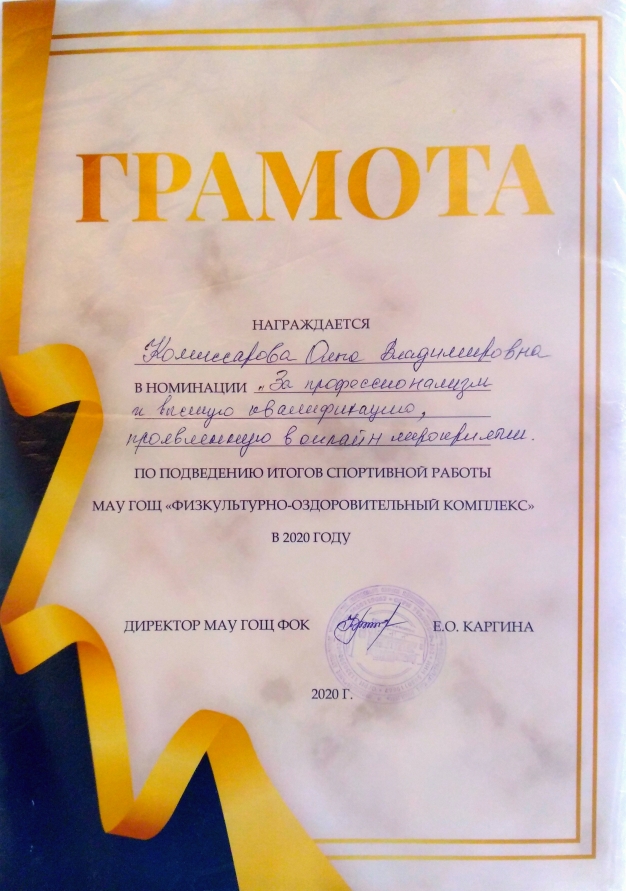 ГРАМОТА
НАГРАЖДАЕТСЯ
Комиссарова Анна Владимировна
В НОМИНАЦИИ „За профессионализм
и высшую квалификацию,
проявленную в онлайн мероприятии.
ПО ПОДВЕДЕНИЮ ИТОГОВ СПОРТИВНОЙ РАБОТЫ
МАУ ГОЩ «ФИЗКУЛЬТУРНО-ОЗДОРОВИТЕЛЬНЫЙ КОМПЛЕКС»
В 2020 ГОДУ
ДИРЕКТОР МАУ ГОЩ ФОК Е.О. КАРГИНА
2020 Г.